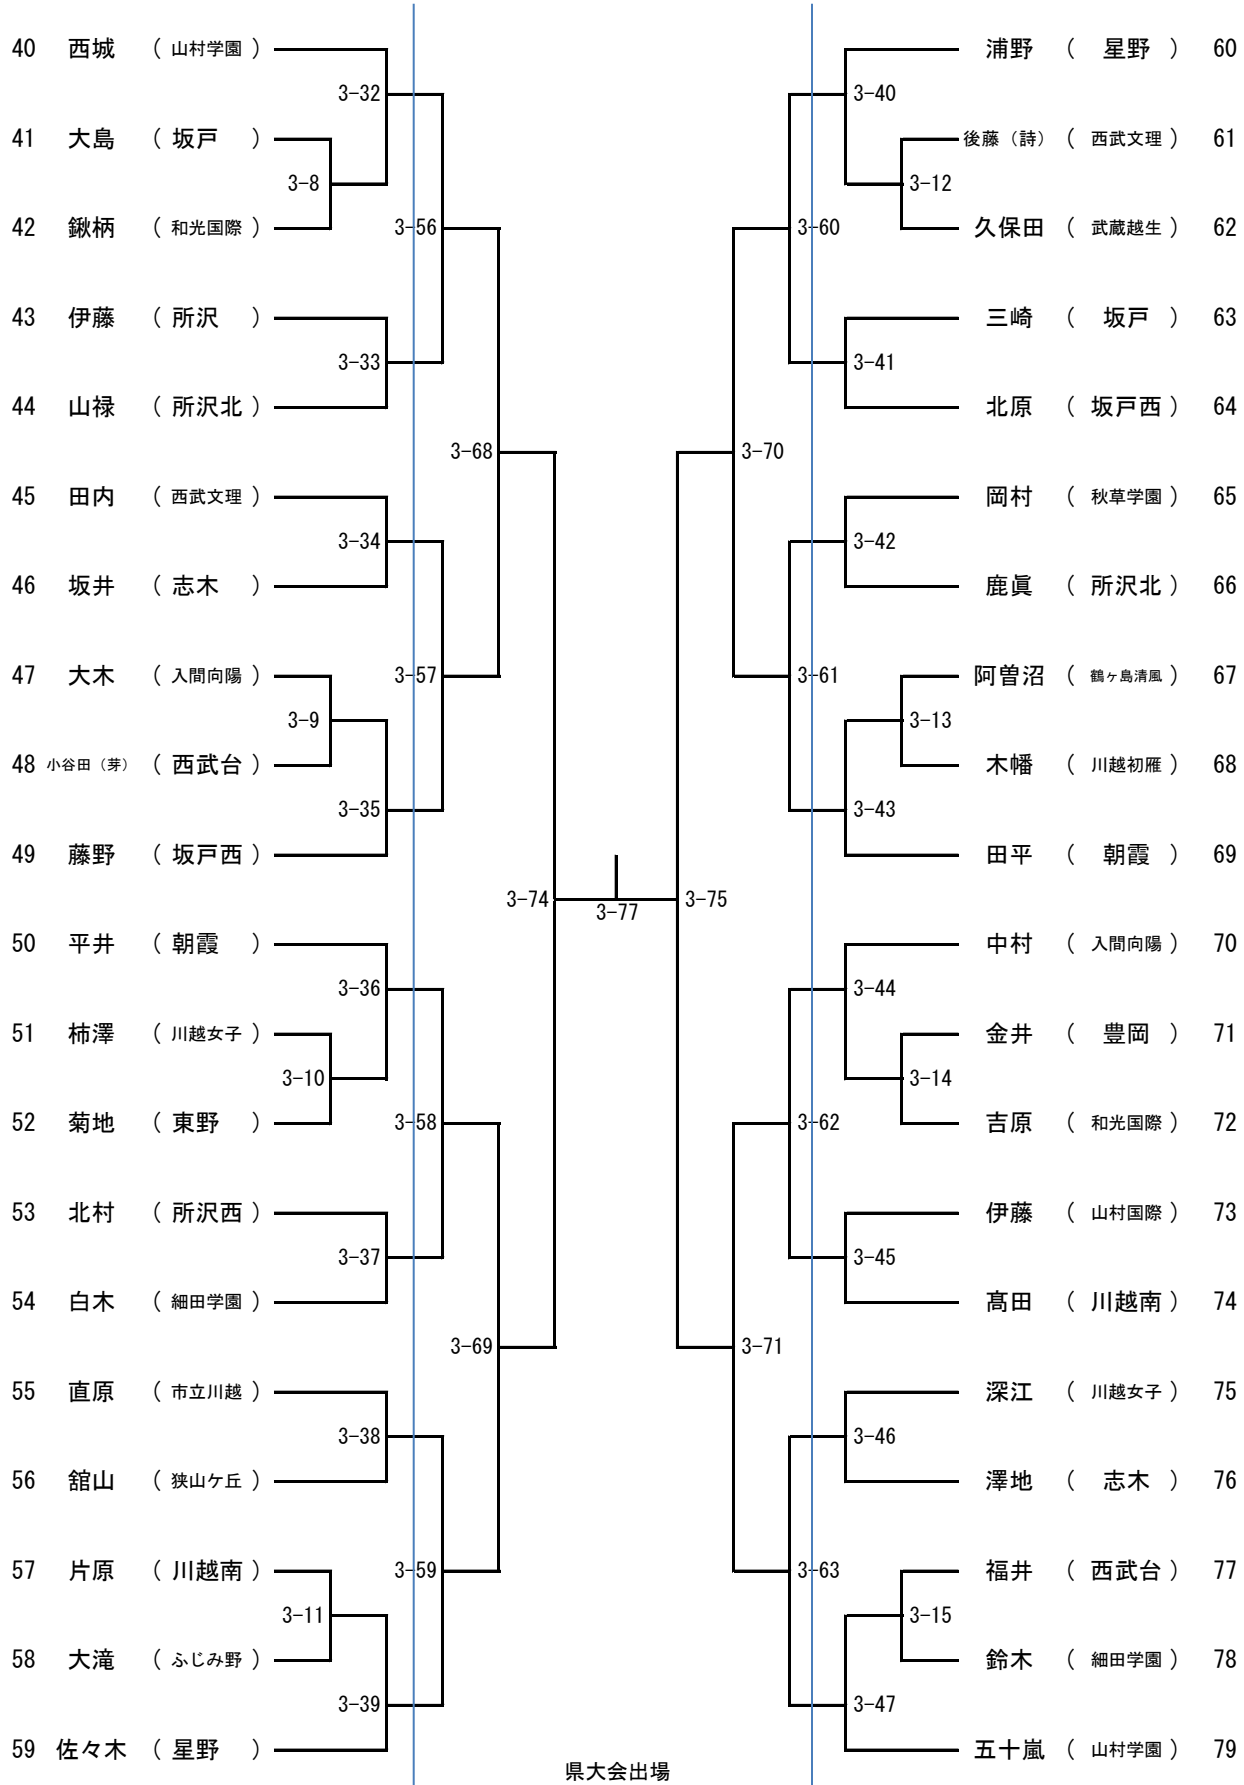 40 西城 （ 山村学園 ）
3-32
41 大島 （ 坂戸 ）
3-8
42 鍬柄 （ 和光国際 ）
3-56
43 伊藤 （ 所沢 ）
3-33
44 山禄 （ 所沢北 ）
3-68
45 田内 （ 西武文理 ）
3-34
46 坂井 （ 志木 ）
47 大木 （ 入間向陽 ）
3-57
3-9
48 小谷田（芽） （ 西武台 ）
3-35
49 藤野 （ 坂戸西 ）
3-74
50 平井 （ 朝霞 ）
3-36
51 柿澤 （ 川越女子 ）
3-10
52 菊地 （ 東野 ）
3-58
53 北村 （ 所沢西 ）
3-37
54 白木 （ 細田学園 ）
3-69
55 直原 （ 市立川越 ）
3-38
56 舘山 （ 狭山ケ丘 ）
57 片原 （ 川越南 ）
3-59
3-11
58 大滝 （ ふじみ野 ）
3-39
59 佐々木 （ 星野 ）
3-77
浦野 （ 星野 ） 60
3-40
後藤（詩） （ 西武文理 ） 61
3-12
久保田 （ 武蔵越生 ） 62
3-60
三崎 （ 坂戸 ） 63
3-41
北原 （ 坂戸西 ） 64
3-70
岡村 （ 秋草学園 ） 65
3-42
鹿眞 （ 所沢北 ） 66
阿曽沼 （ 鶴ヶ島清風 ） 67
3-61
3-13
木幡 （ 川越初雁 ） 68
3-43
田平 （ 朝霞 ） 69
3-75
中村 （ 入間向陽 ） 70
3-44
金井 （ 豊岡 ） 71
3-14
吉原 （ 和光国際 ） 72
3-62
伊藤 （ 山村国際 ） 73
3-45
髙田 （ 川越南 ） 74
3-71
深江 （ 川越女子 ） 75
3-46
澤地 （ 志木 ） 76
福井 （ 西武台 ） 77
3-63
3-15
鈴木 （ 細田学園 ） 78
3-47
五十嵐 （ 山村学園 ） 79
県大会出場